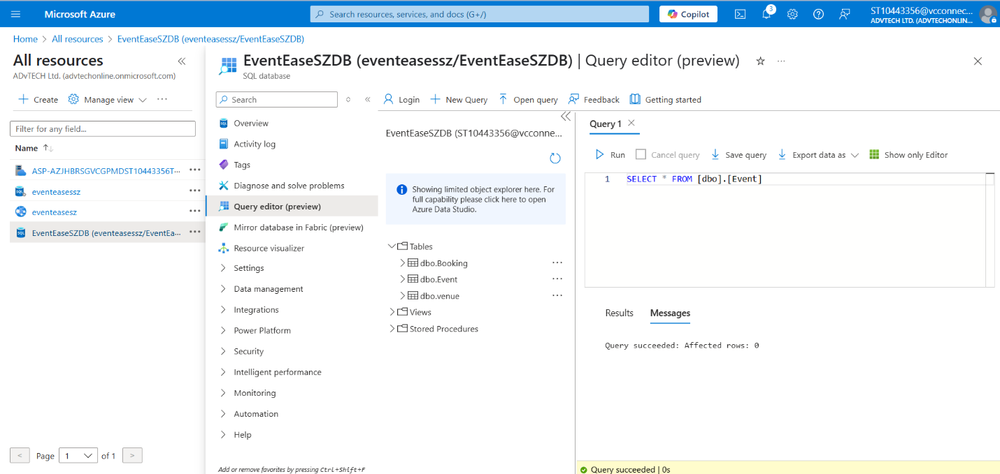 Microsoft Azure
Search resources, services, and docs (G+/)
Copilot
3
ST10443356@vcconnec...
ADVTECH LTD. (ADVTECHONLIN...
Home > All resources > EventEaseSZDB (eventeasessz/EventEaseSZDB)
All resources
ADvTECH Ltd. (advtechonline.onmicrosoft.com)
Create
Manage view
...
Filter for any field...
Name
ASP-AZJHBRSGVCGPMDST10443356T...
eventeasessz
eventeasesz
EventEaseSZDB (eventeasessz/EventEa...
< Page 1 of 1 >
EventEaseSZDB (eventeasessz/EventEaseSZDB) | Query editor (preview)
SQL database
Search
Overview
Activity log
Tags
Diagnose and solve problems
Query editor (preview)
Mirror database in Fabric (preview)
Resource visualizer
Settings
Data management
Integrations
Power Platform
Security
Intelligent performance
Monitoring
Automation
Help
Add or remove favorites by pressing Ctrl+Shift+F
Login
New Query
Open query
Feedback
Getting started
EventEaseSZDB (ST10443356@vcconne...
Showing limited object explorer here. For
full capability please click here to open
Azure Data Studio.
Tables
dbo.Booking
dbo.Event
dbo.venue
Views
Stored Procedures
Query 1
Run
Cancel query
Save query
Export data as
Show only Editor
1 SELECT * FROM [dbo].[Event]
Results
Messages
Query succeeded: Affected rows: 0
Query succeeded | 0s